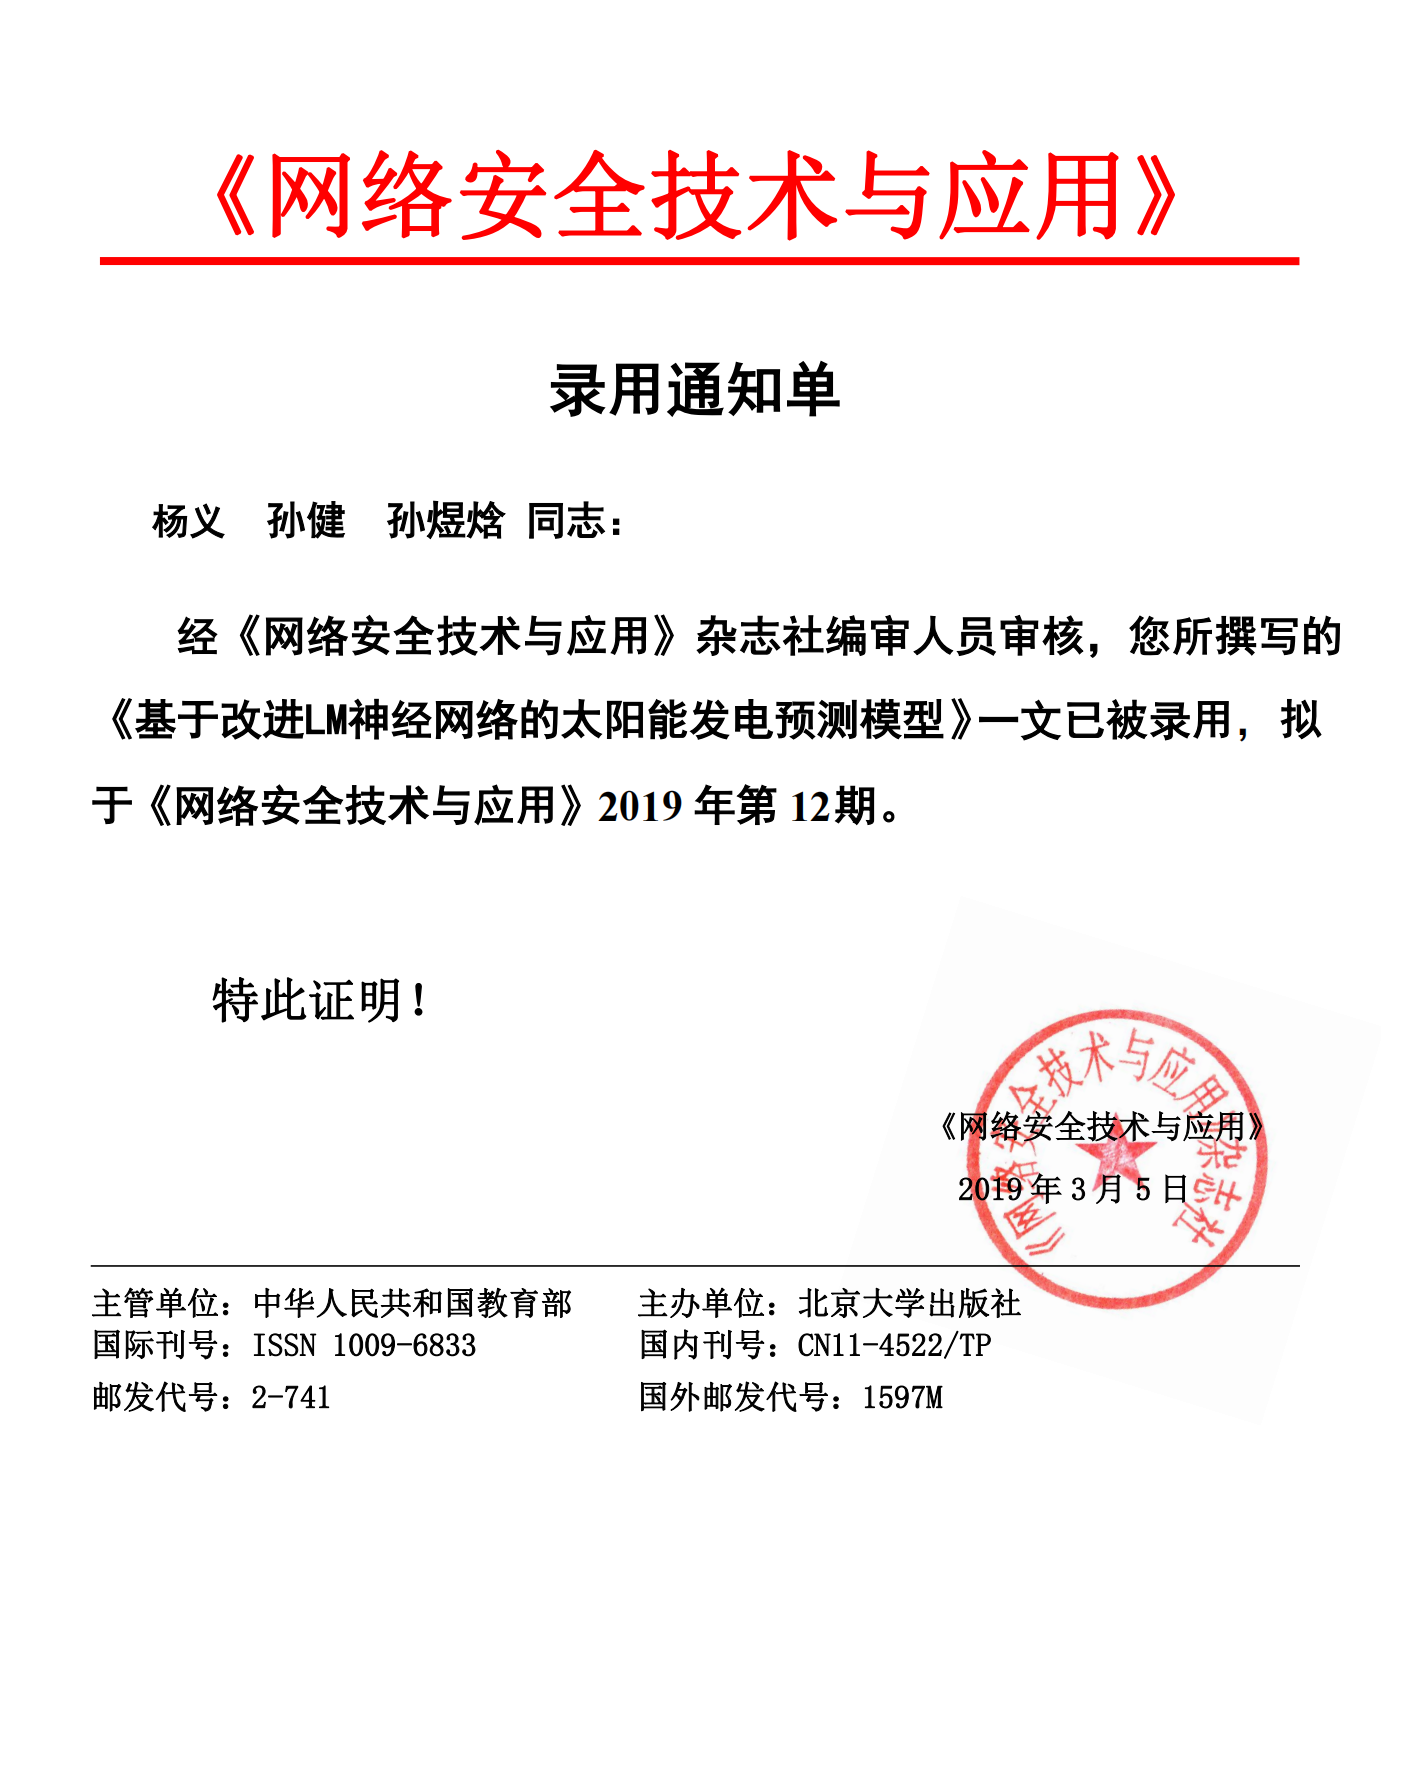 《网络安全技术与应用》
录用通知单
杨义 孙健 孙煜焓 同志：
经《网络安全技术与应用》杂志社编审人员审核，您所撰写的
《基于改进LM神经网络的太阳能发电预测模型》一文已被录用，拟
于《网络安全技术与应用》2019 年第 12期。
特此证明！
《网络安全技术与应用》杂志社
《网络安全技术与应用》
2019 年 3 月 5 日
主管单位：中华人民共和国教育部 主办单位：北京大学出版社
国际刊号：ISSN 1009-6833 国内刊号：CN11-4522/TP
邮发代号：2-741 国外邮发代号：1597M